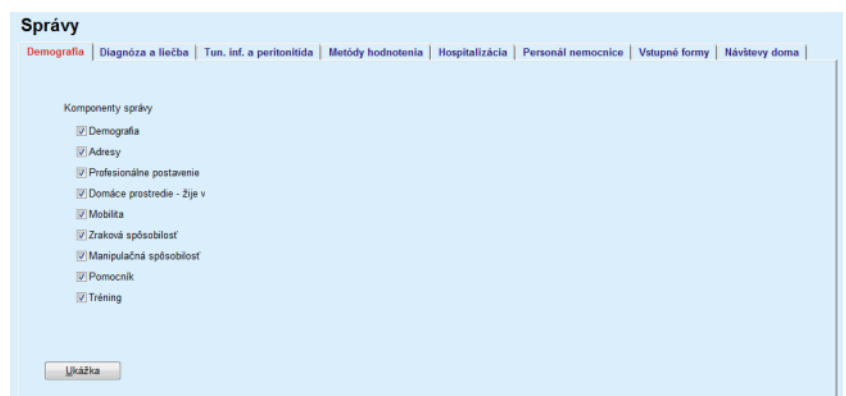 Správy
Demografia Diagnóza a liečba Tun. inf. a peritonitída Metódy hodnotenia Hospitalizácia Personál nemocnice Vstupné formy Návštevy doma
Komponenty správy
Demografia
Adresy
Profesionálne postavenie
Domáce prostredie - žije v
Mobilita
Zraková spôsobilosť
Manipulačná spôsobilosť
Pomocník
Tréning
Ukážka